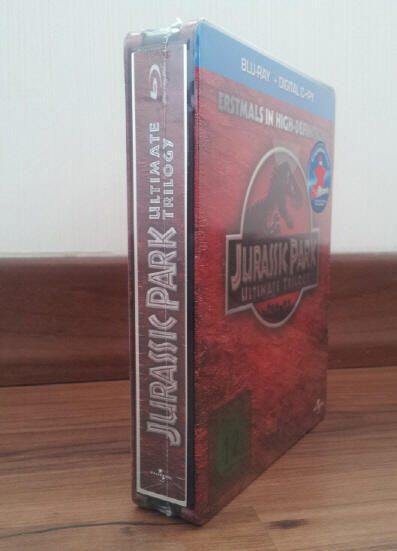 JURASSIC PARK
ULTIMATE
TRILOGY
BLU-RAY + DIGITAL COPY
ERSTMALS IN HIGH-DEFINITION
JURASSIC PARK
ULTIMATE TRILOGY